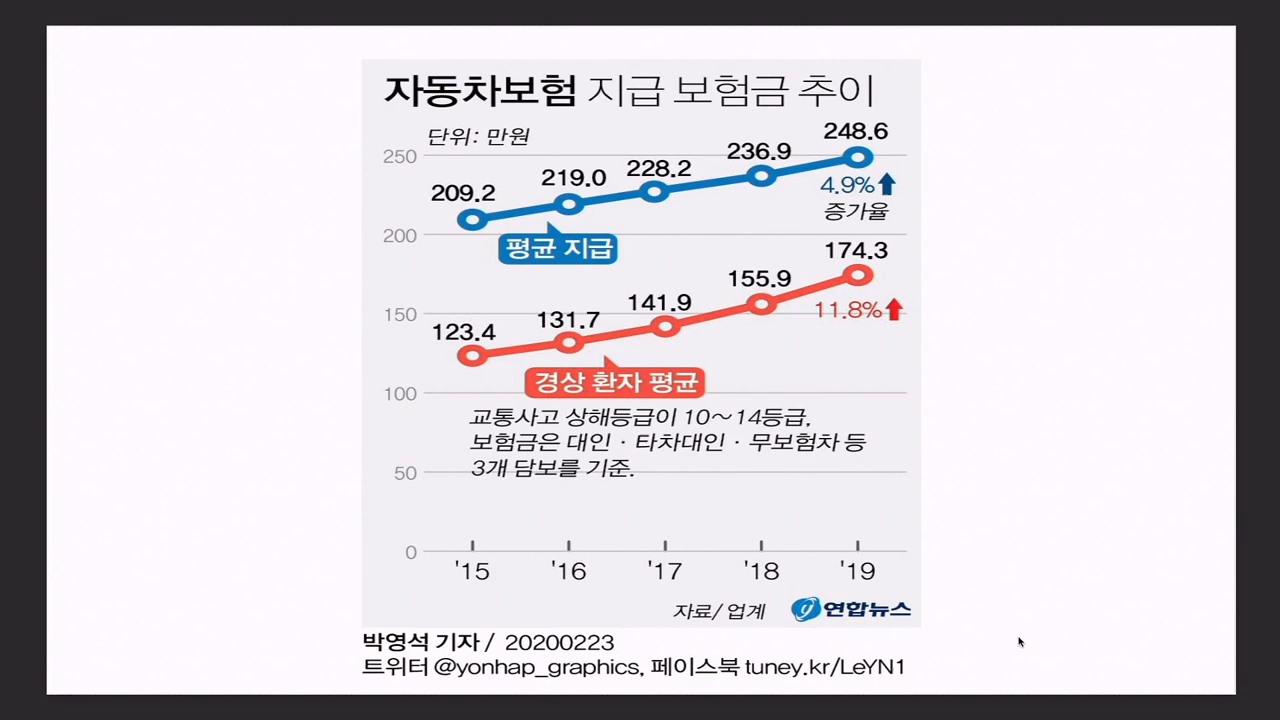 자동차보험 지급 보험금 추이
단위: 만원
250
200
150
100
50
0
209.2
219.0
228.2
236.9
248.6
4.9%
증가율
평균 지급
123.4
131.7
141.9
155.9
174.3
11.8%
경상 환자 평균
교통사고 상해등급이 10～14등급,
보험금은 대인 · 타차대인 · 무보험차 등
3개 담보를 기준.
'15 '16 '17 '18 '19
자료/ 업계 연합뉴스
박영석 기자 / 20200223
트위터 @yonhap_graphics, 페이스북 tuney.kr/LeYN1